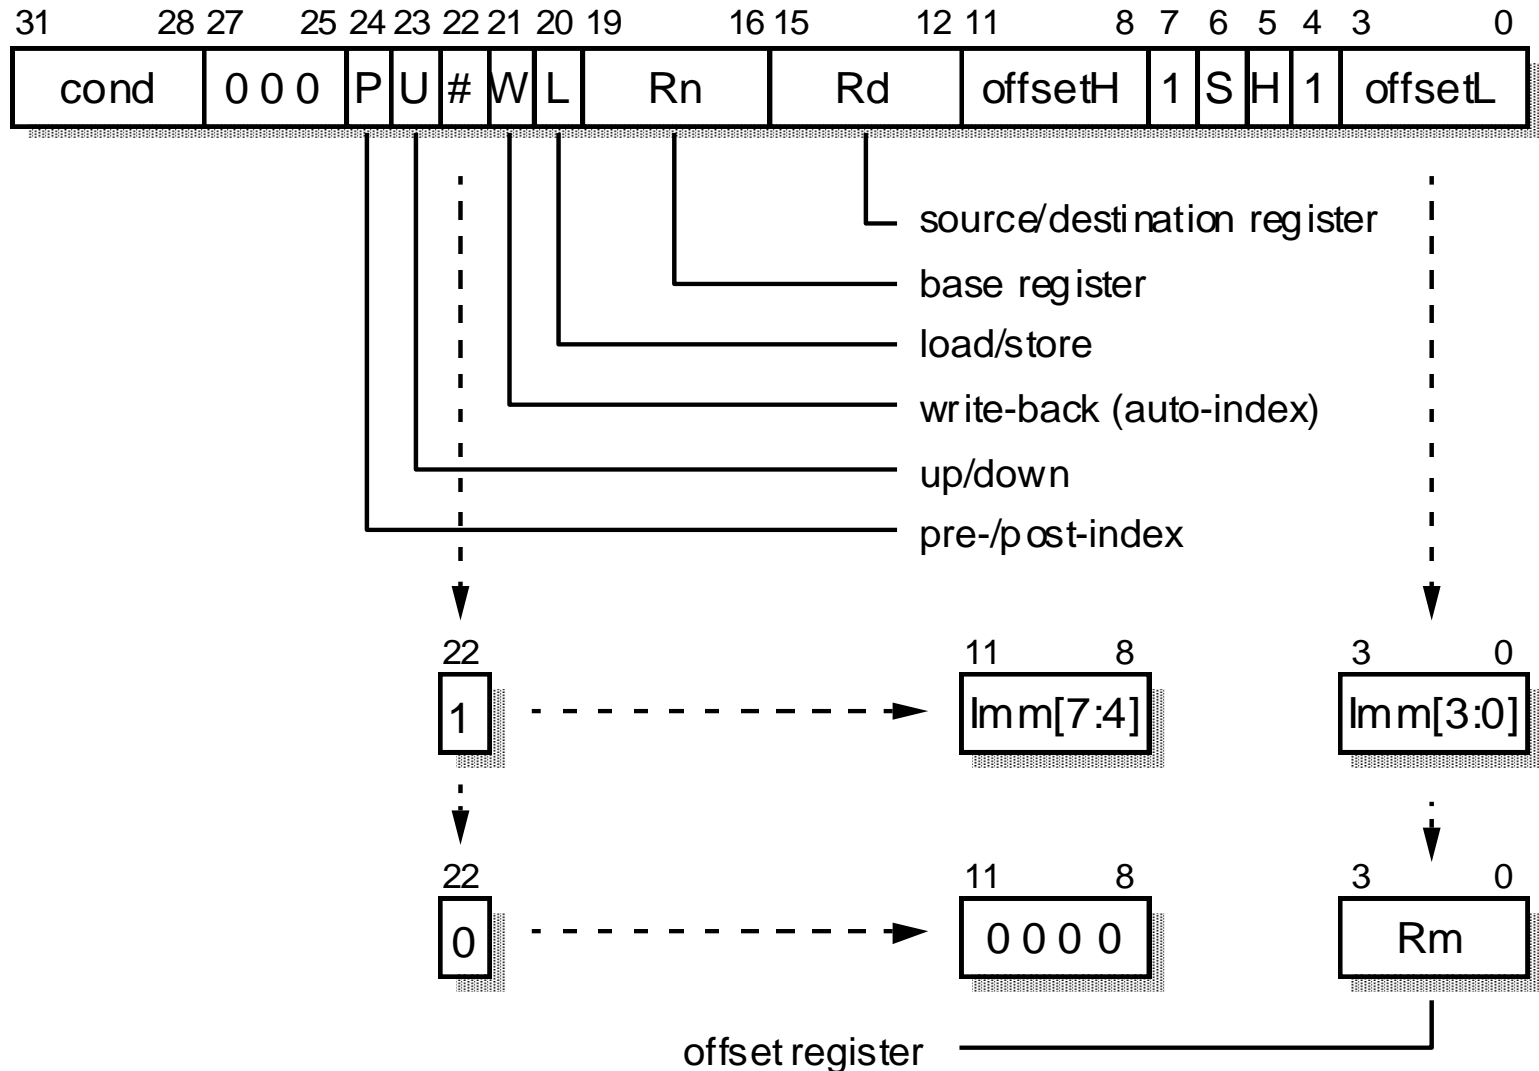 31 28 27 25 24 23 22 21 20 19 16 15 12 11 8 7 6 5 4 3 0
cond 0 0 0 P U # W L Rn Rd offsetH 1 S H 1 offsetL
source/destination register
base register
load/store
write-back (auto-index)
up/down
pre-/post-index
22 11 8 3 0
1 Imm[7:4] Imm[3:0]
22 11 8 3 0
0 0 0 0 0 Rm
offset register